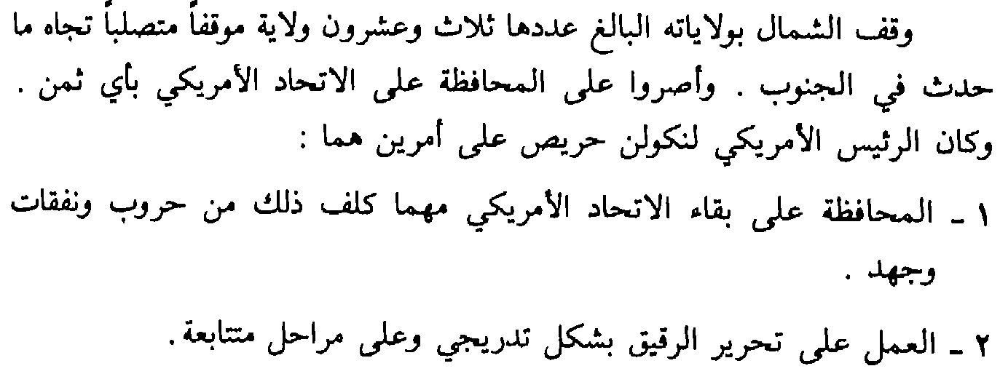 وقف الشمال بولاياته البالغ عددها ثلاث وعشرون ولاية موقفاً متصلباً تجاه ما
حدث في الجنوب . وأصروا على المحافظة على الاتحاد الأمريكي بأي ثمن .
وكان الرئيس الأمريكي لنكولن حريص على أمرين هما :
١ - المحافظة على بقاء الاتحاد الأمريكي مهما كلف ذلك من حروب ونفقات
وجهد .
٢ - العمل على تحرير الرقيق بشكل تدريجي وعلى مراحل متتابعة .